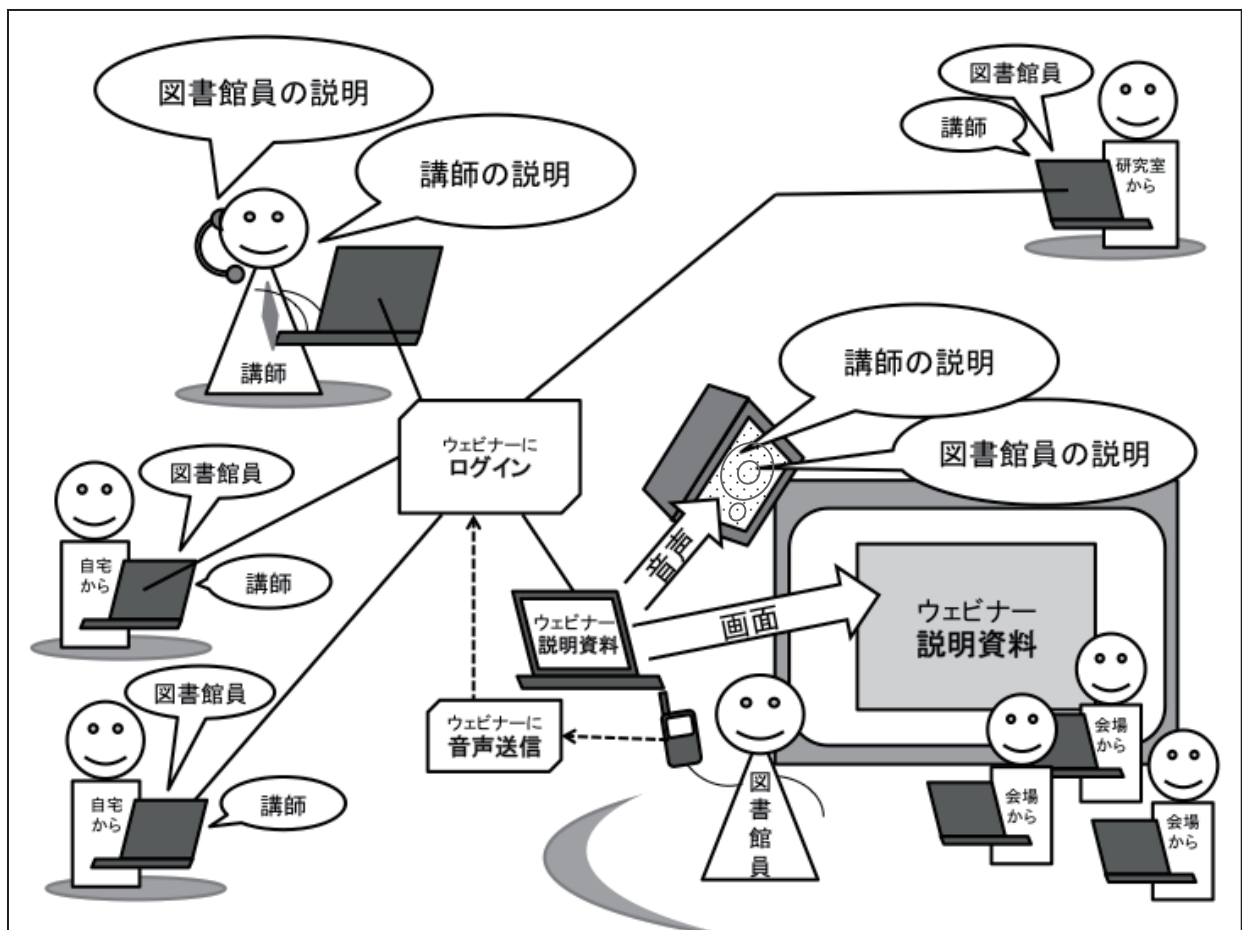 図書館員の説明
講師の説明
講師
図書館員
講師
研究室
から
ウェビナーに
ログイン
講師の説明
図書館員の説明
音声
画面
ウェビナー
説明資料
ウェビナー
説明資料
図書館員
講師
自宅
から
図書館員
講師
自宅
から
ウェビナーに
音声送信
図書館員
会場
から
会場
から
会場
から